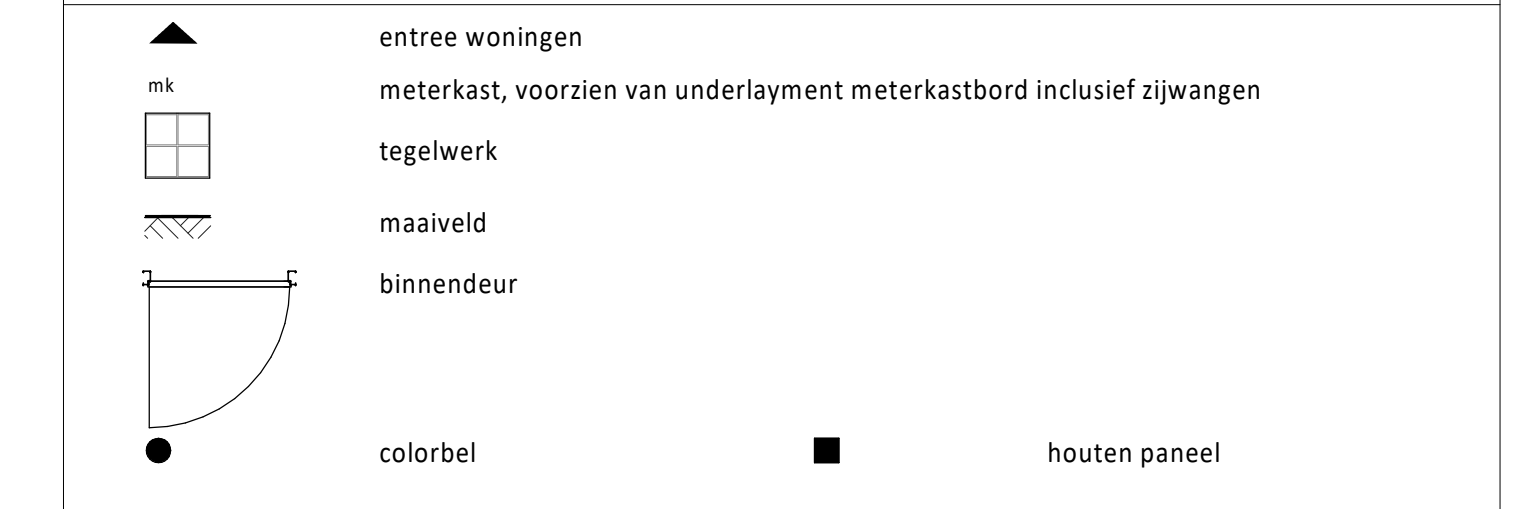 entree woningen
mk meterkast, voorzien van underlayment meterkastbord inclusief zijwangen
tegelwerk
maaiveld
binnendeur
colorbel houten paneel